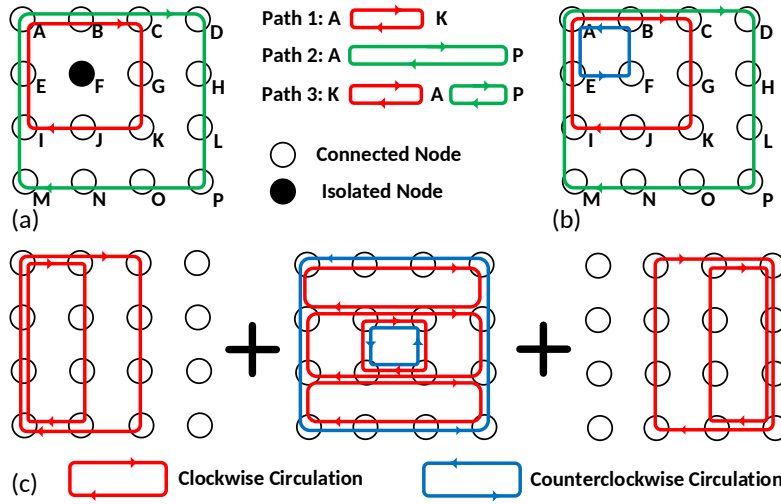 Path 1: A K
Path 2: A P
Path 3: K A P
Connected Node
Isolated Node
A B C D
E F G H
I J K L
M N O P
(a)
A B C D
E F G H
I J K L
M N O P
(b)
(c)
Clockwise Circulation
Counterclockwise Circulation